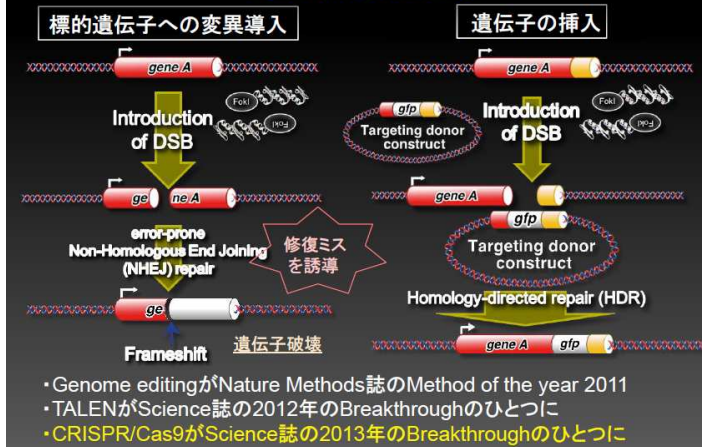 標的遺伝子への変異導入
gene A
FokI
FokI
Introduction
of DSB
ge
ne A
error-prone
Non-Homologous End Joining
(NHEJ) repair
修復ミス
を誘導
ge
Frameshift
遺伝子破壊
遺伝子の挿入
gene A
gfp
Targeting donor
construct
FokI
FokI
Introduction
of DSB
gene A
gfp
Targeting donor
construct
Homology-directed repair (HDR)
gene A
gfp
・Genome editingがNature Methods誌のMethod of the year 2011
・TALENがScience誌の2012年のBreakthroughのひとつに
・CRISPR/Cas9がScience誌の2013年のBreakthroughのひとつに